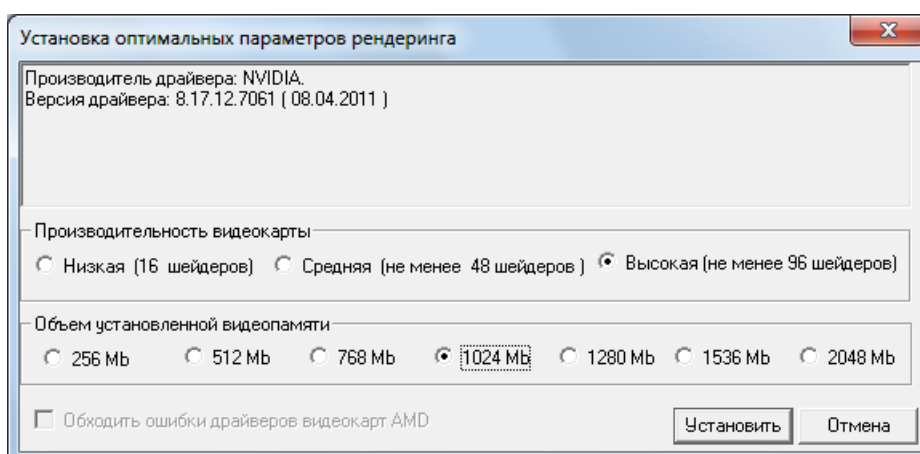 Установка оптимальных параметров рендеринга
Производитель драйвера: NVIDIA.
Версия драйвера: 8.17.12.7061 ( 08.04.2011 )
Производительность видеокарты
Низкая (16 шейдеров) Средняя (не менее 48 шейдеров ) Высокая (не менее 96 шейдеров)
Объем установленной видеопамяти
256 Mb 512 Mb 768 Mb 1024 Mb 1280 Mb 1536 Mb 2048 Mb
Обходить ошибки драйверов видеокарт AMD Установить Отмена